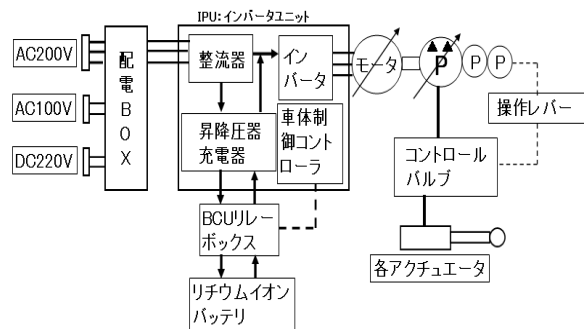 IPU:インバータユニット
AC200V
AC100V
DC220V
配電BOX
整流器
イン
バータ
昇降圧器
充電器
車体制
御コント
ローラ
BCUリレー
ボックス
リチウムイオン
バッテリ
モータ
P
P
P
操作レバー
コントロール
バルブ
各アクチュエータ